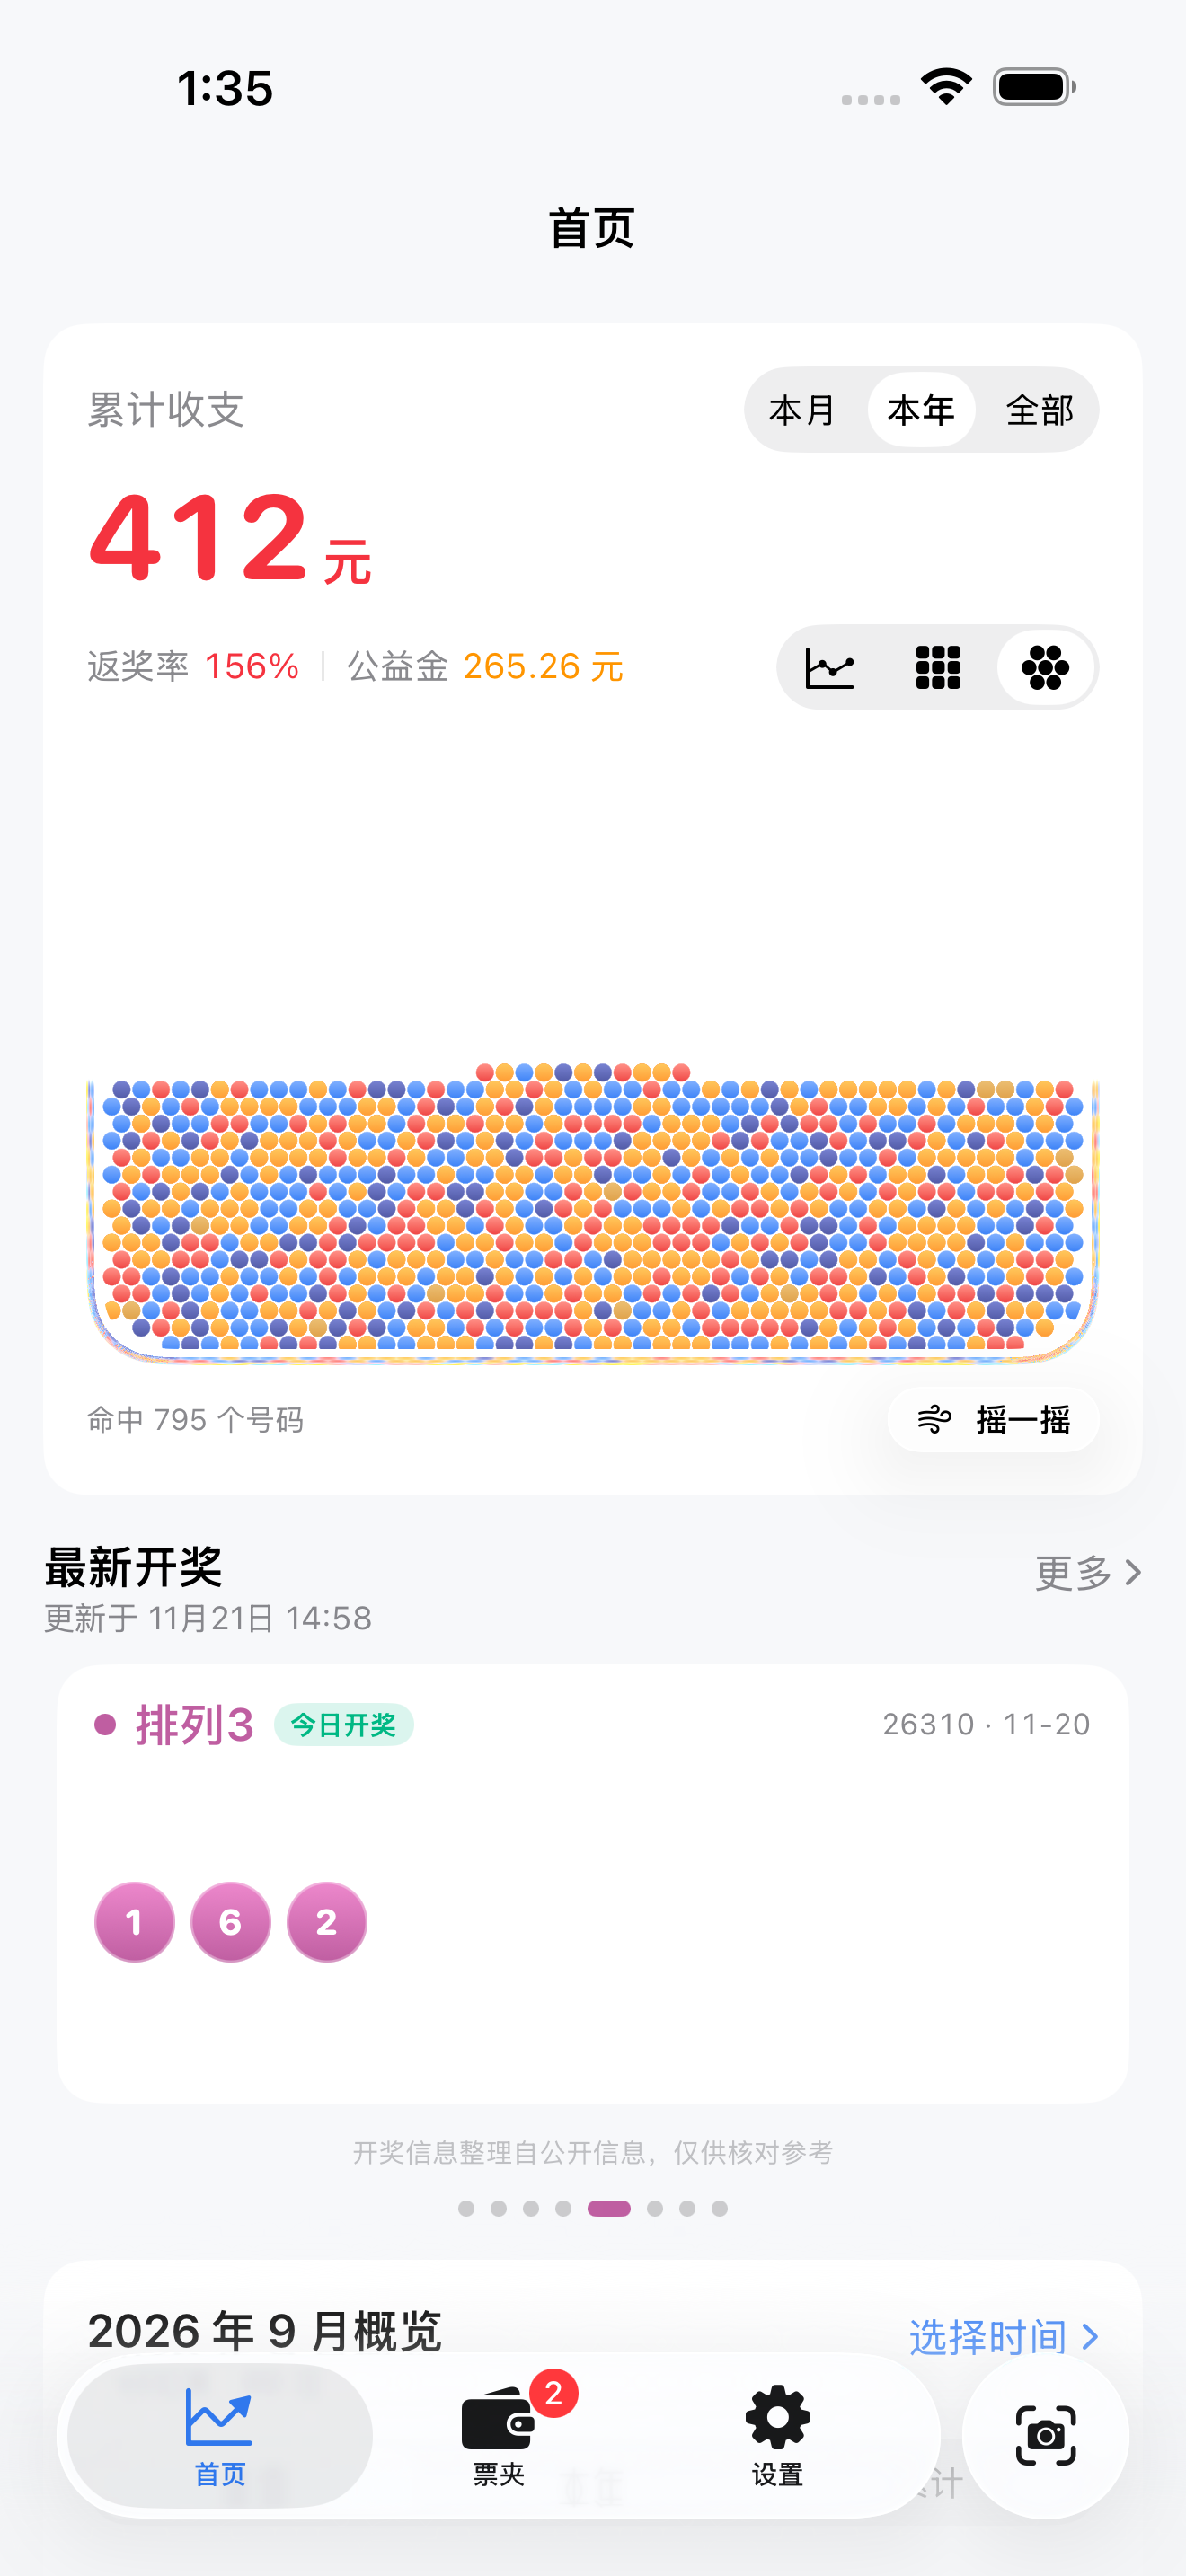 1:35
首页
累计收支
本月 本年 全部
412元
返奖率 156% 公益金 265.26 元
命中 795 个号码
摇一摇
最新开奖
更多
更新于 11月21日 14:58
排列3 今日开奖 26310 · 11-20
1 6 2
开奖信息整理自公开信息，仅供核对参考
2026 年 9 月概览
选择时间
2
首页 票夹 设置
计